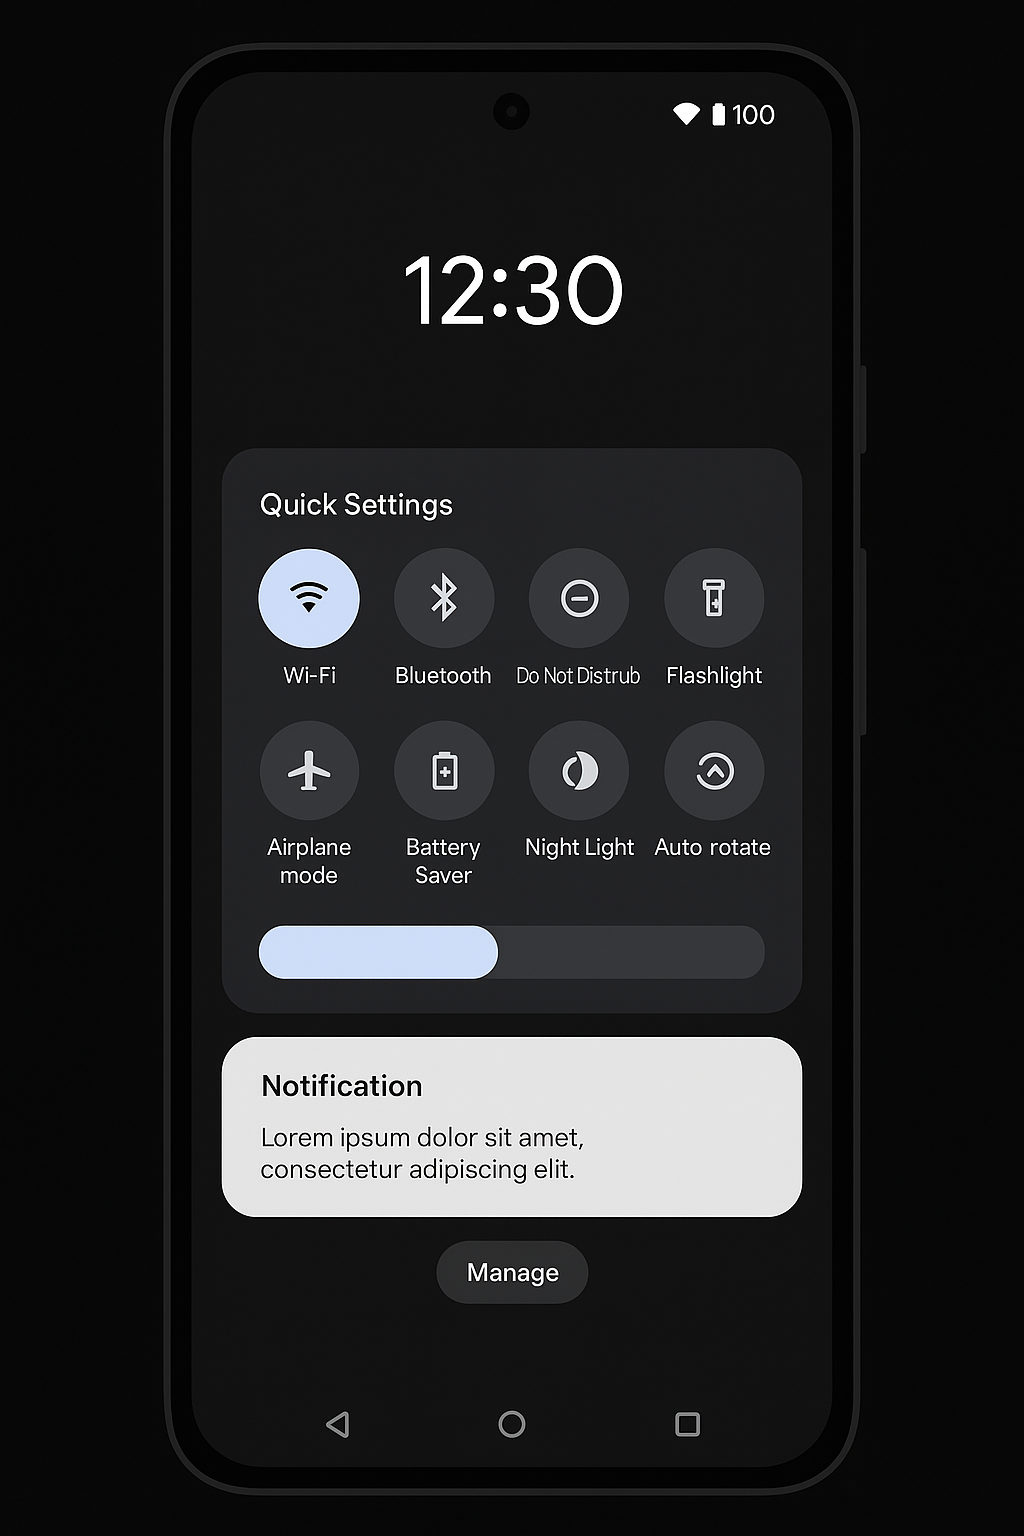 100
12:30
Quick Settings
Wi-Fi Bluetooth Do Not Distrub Flashlight
Airplane mode Battery Saver Night Light Auto rotate
Notification
Lorem ipsum dolor sit amet,
consectetur adipiscing elit.
Manage